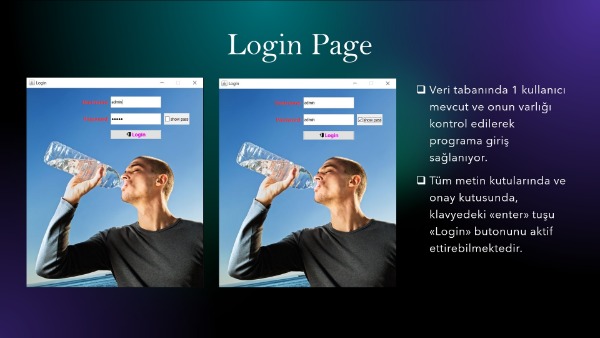 Login Page
Login
admin
•••••
show pass
Login
Login
admin
admin
show pass
Login
❑ Veri tabanında 1 kullanıcı
mevcut ve onun varlığı
kontrol edilerek
programa giriş
sağlanıyor.
❑ Tüm metin kutularında ve
onay kutusunda,
klavyedeki «enter» tuşu
«Login» butonunu aktif
ettirebilmektedir.